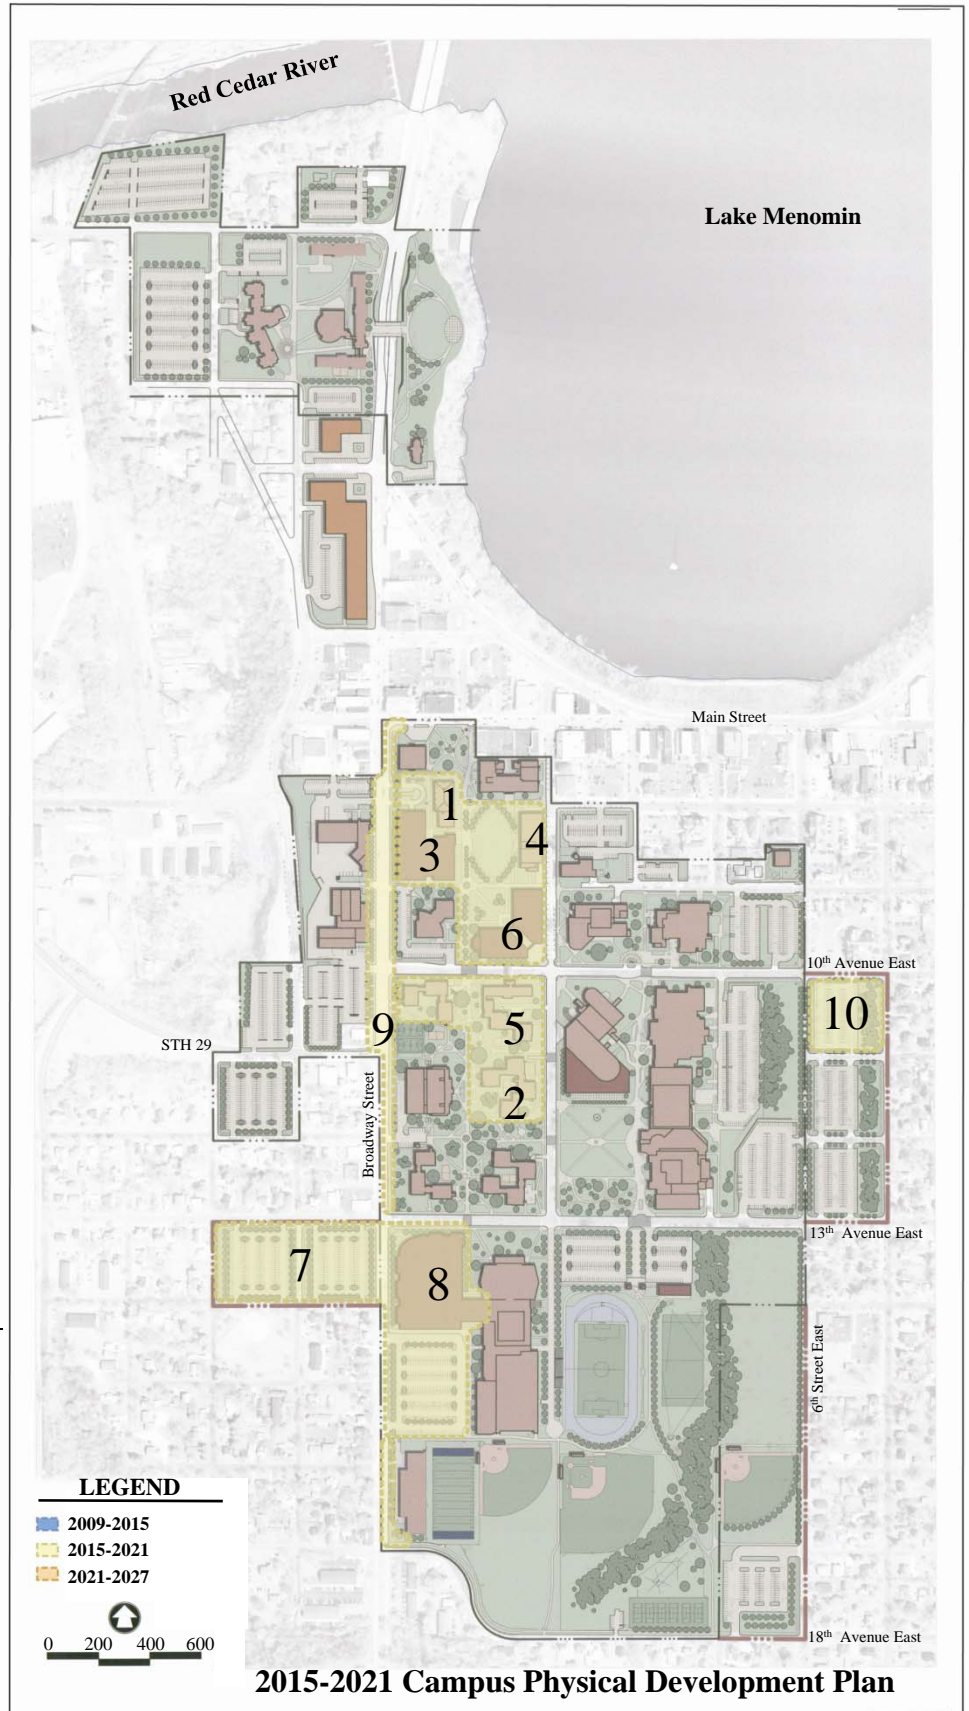 Red Cedar River
Lake Menomin
Main Street
1
4
3
6
10th Avenue East
10
9
5
STH 29
2
Broadway Street
13th Avenue East
7
8
6th Street East
LEGEND
2009-2015
2015-2021
2021-2027
0 200 400 600
18th Avenue East
2015-2021 Campus Physical Development Plan